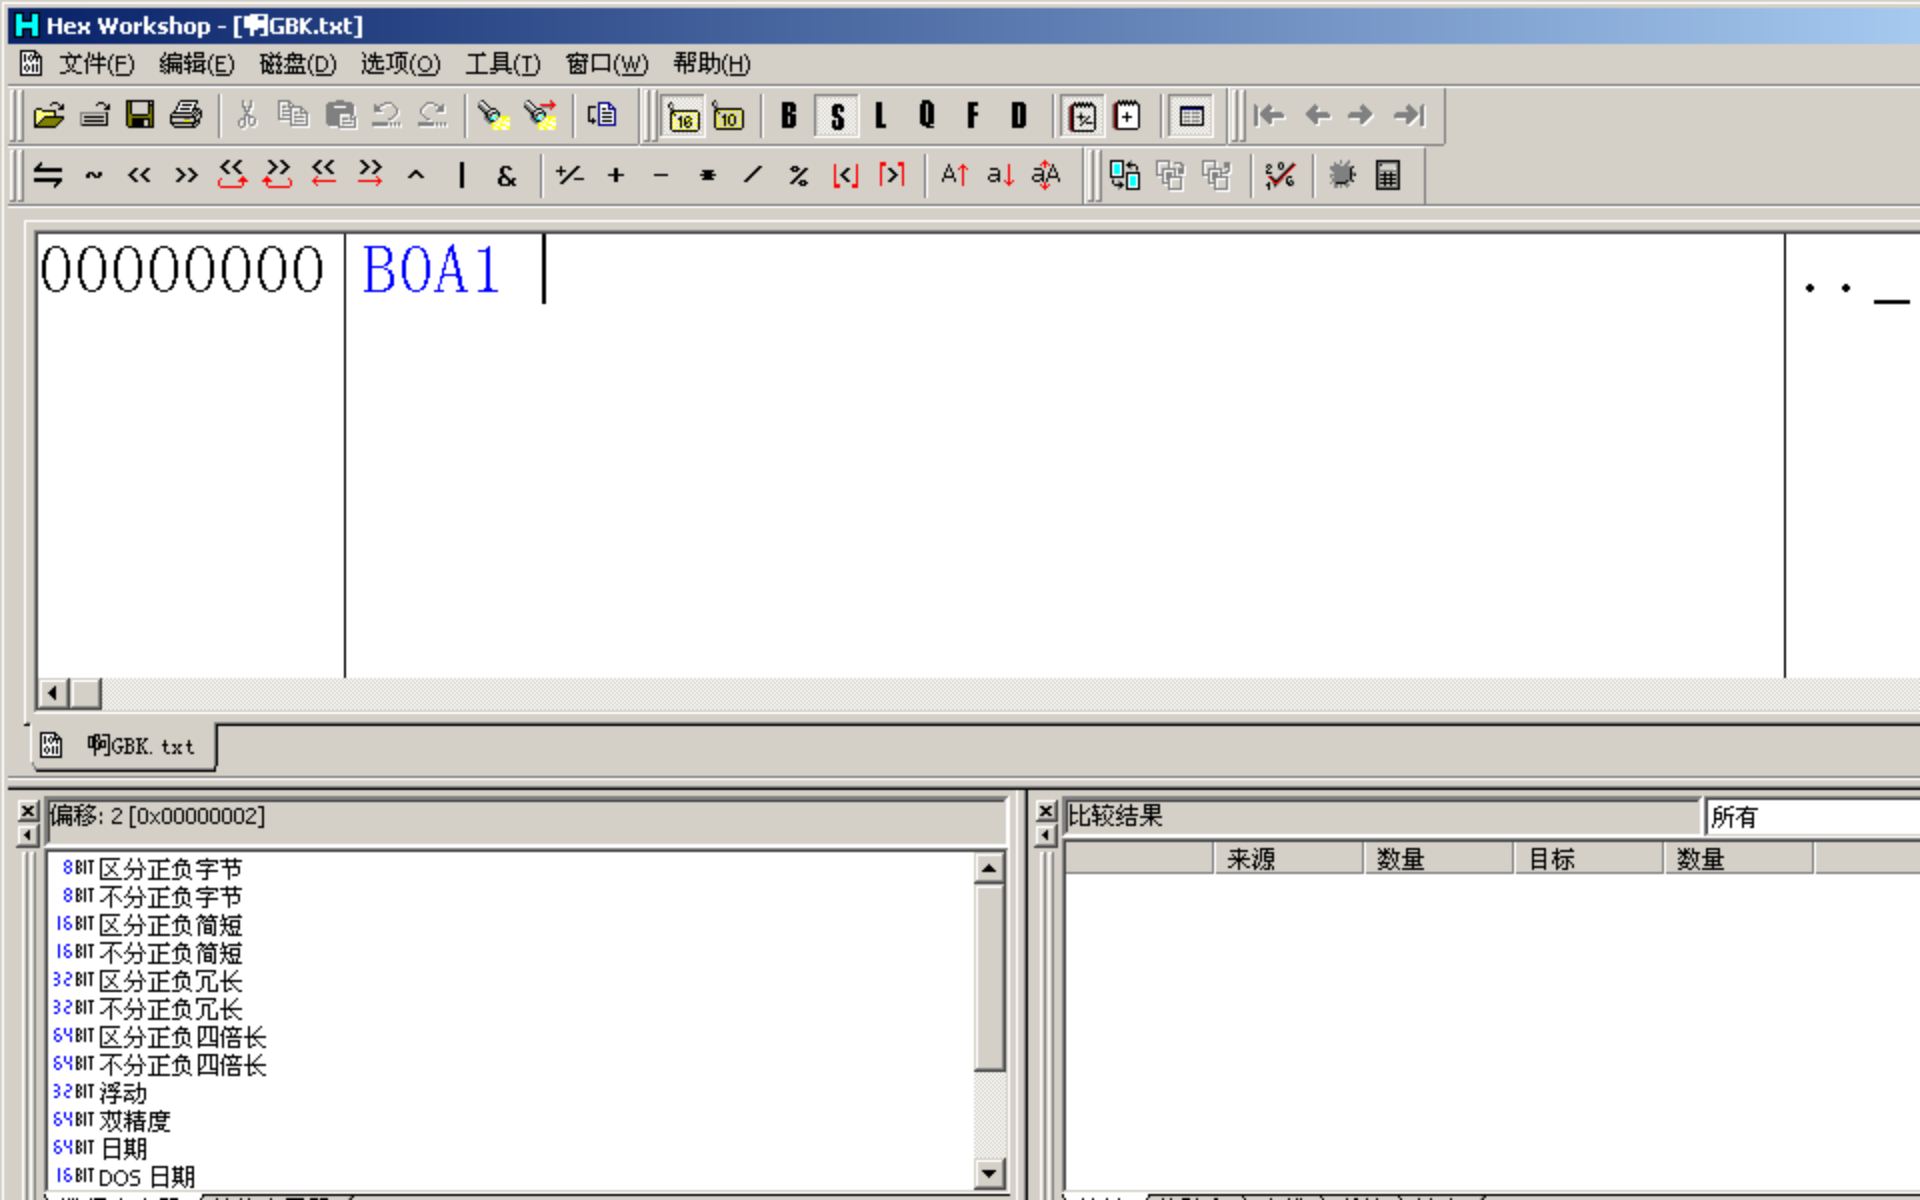 Hex Workshop - [啊GBK.txt]
文件(F) 编辑(E) 磁盘(D) 选项(O) 工具(T) 窗口(W) 帮助(H)
16 10 B S L Q F D
00000000 B0A1 .._
啊GBK. txt
偏移: 2 [0x00000002]
8BIT 区分正负字节
8BIT 不分正负字节
16BIT 区分正负简短
16BIT 不分正负简短
32BIT 区分正负冗长
32BIT 不分正负冗长
64BIT 区分正负四倍长
64BIT 不分正负四倍长
32BIT 浮动
64BIT 双精度
64BIT 日期
16BIT DOS 日期
比较结果 所有
来源 数量 目标 数量